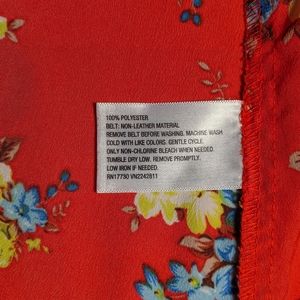 100% POLYESTER
BELT: NON-LEATHER MATERIAL
REMOVE BELT BEFORE WASHING. MACHINE WASH
COLD WITH LIKE COLORS. GENTLE CYCLE.
ONLY NON-CHLORINE BLEACH WHEN NEEDED.
TUMBLE DRY LOW. REMOVE PROMPTLY.
LOW IRON IF NEEDED.
RN17730 VN2242811